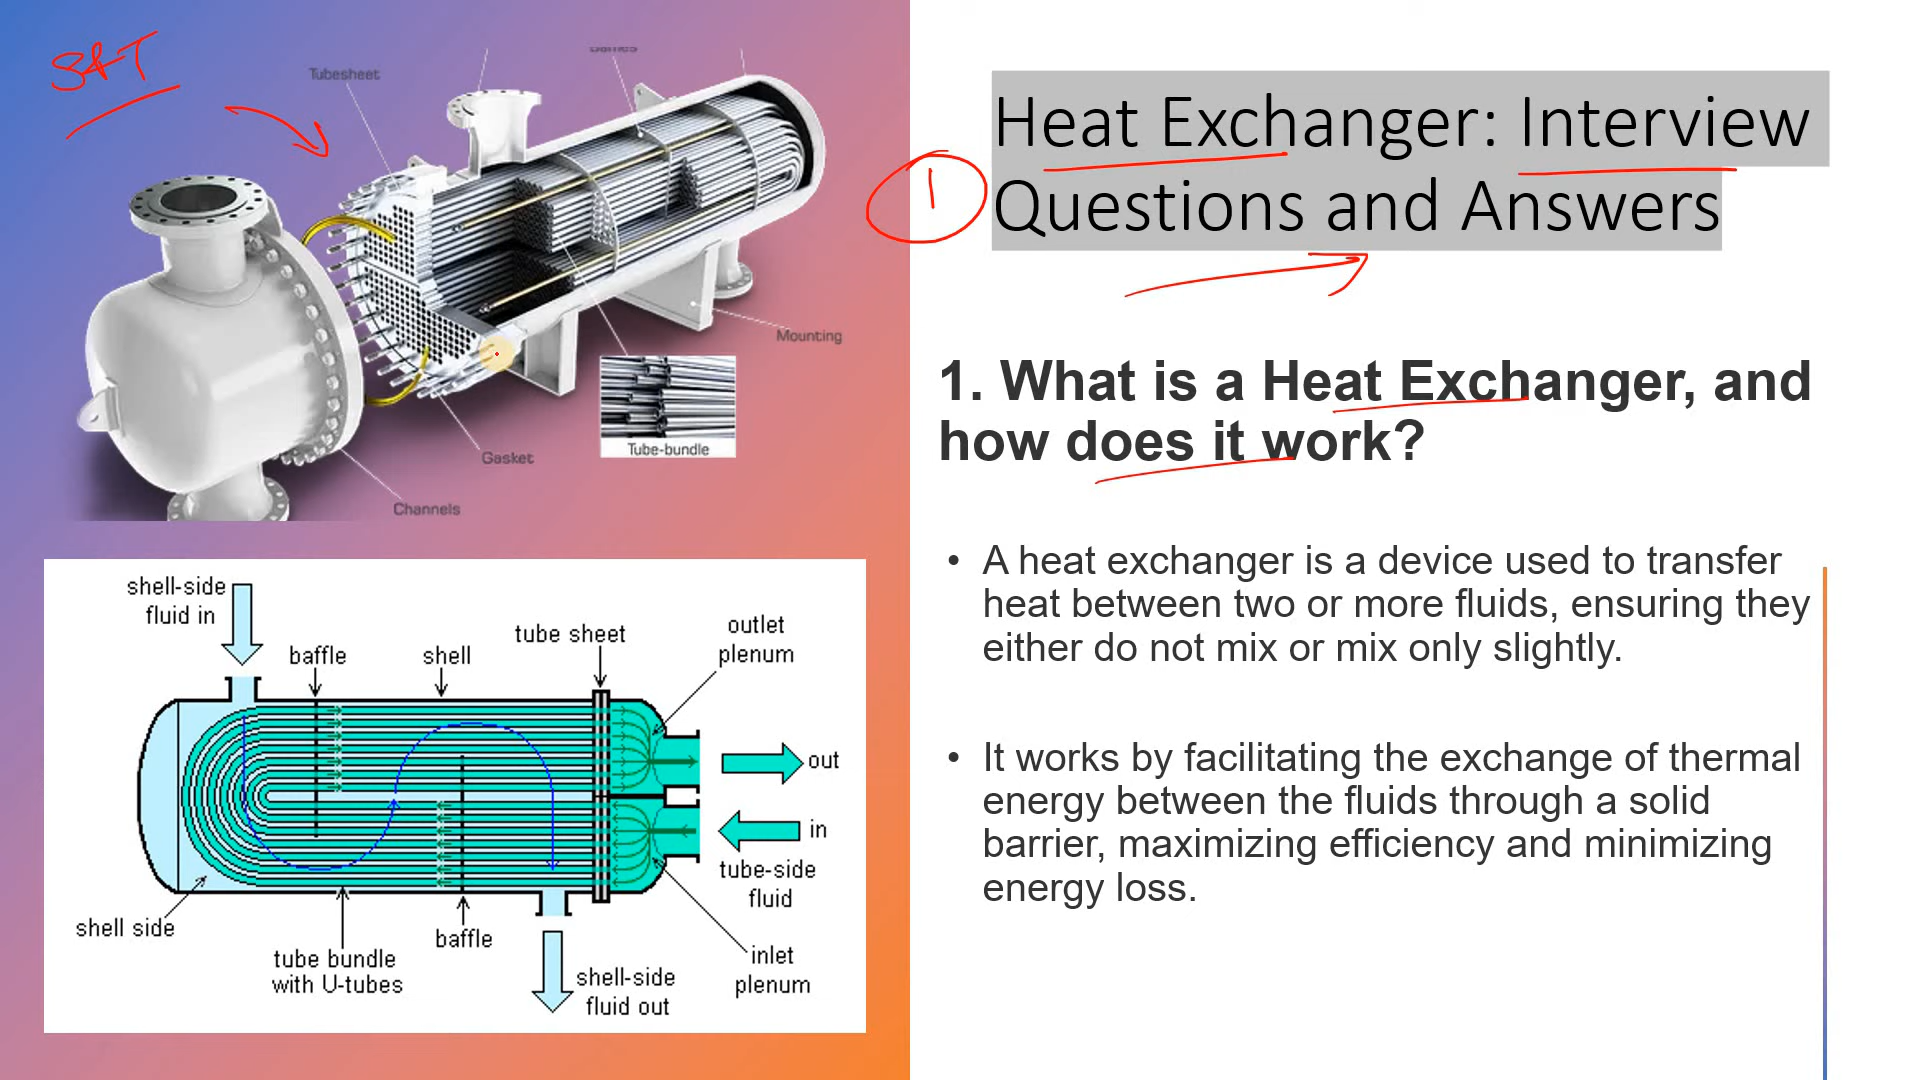 S&T
Tubesheet
Baffles
Mounting
Tube-bundle
Gasket
Channels
shell-side
fluid in
baffle
shell
tube sheet
outlet
plenum
out
in
tube-side
fluid
shell side
tube bundle
with U-tubes
baffle
shell-side
fluid out
inlet
plenum
1
Heat Exchanger: Interview
Questions and Answers
1. What is a Heat Exchanger, and
how does it work?
• A heat exchanger is a device used to transfer
heat between two or more fluids, ensuring they
either do not mix or mix only slightly.
• It works by facilitating the exchange of thermal
energy between the fluids through a solid
barrier, maximizing efficiency and minimizing
energy loss.